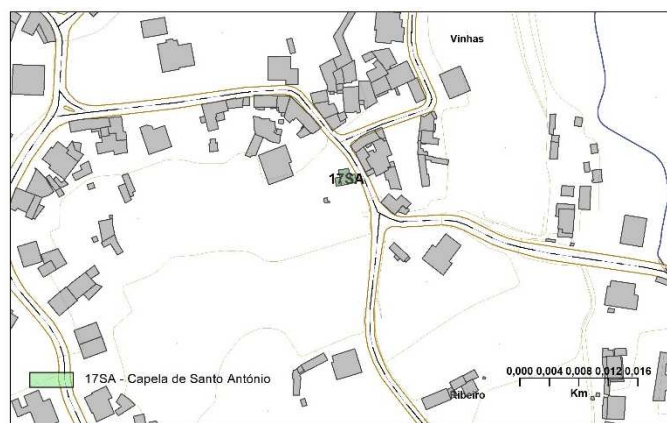 Vinhas
17SA
17SA - Capela de Santo António
0,000 0,004 0,008 0,012 0,016
Km
Ribeiro